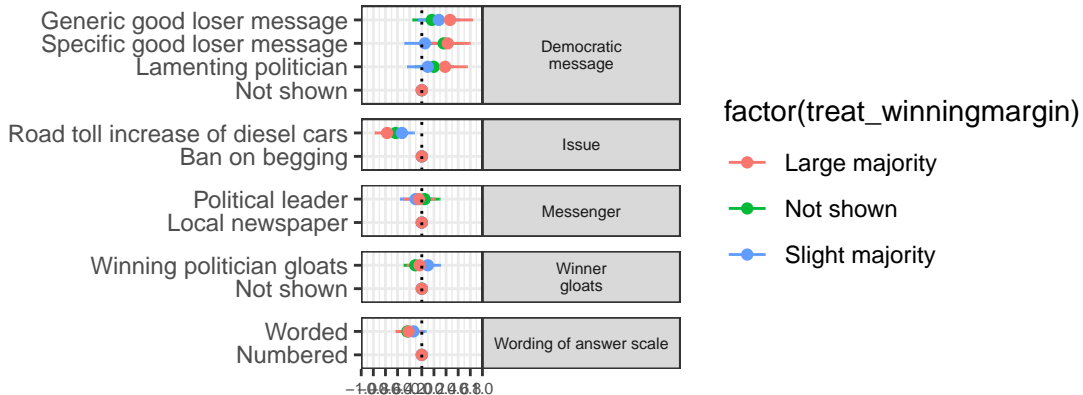 Generic good loser message
Specific good loser message
Lamenting politician
Not shown
Democratic
message
Road toll increase of diesel cars
Ban on begging
Issue
Political leader
Local newspaper
Messenger
Winning politician gloats
Not shown
Winner
gloats
Worded
Numbered
Wording of answer scale
factor(treat_winningmargin)
Large majority
Not shown
Slight majority